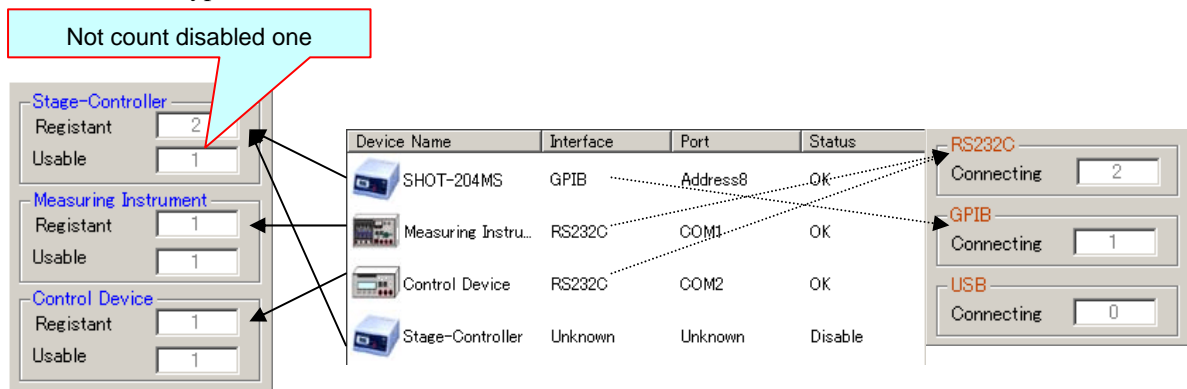 Not count disabled one
Stage-Controller
Registant 2
Usable 1
Measuring Instrument
Registant 1
Usable 1
Control Device
Registant 1
Usable 1
Device Name Interface Port Status
SHOT-204MS GPIB Address8 OK
Measuring Instru... RS232C COM1 OK
Control Device RS232C COM2 OK
Stage-Controller Unknown Unknown Disable
RS232C
Connecting 2
GPIB
Connecting 1
USB
Connecting 0